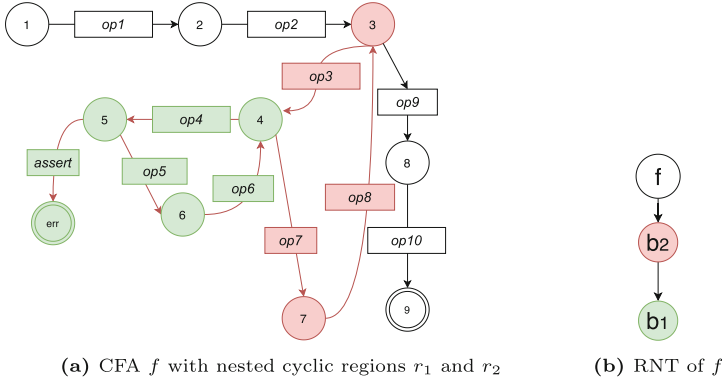 1 op1 2 op2 3
op3
op9
5 op4 4
8
assert op5
op6 op8
f
err 6
op7 op10
b2
7 9
b1
(a) CFA f with nested cyclic regions r1 and r2
(b) RNT of f